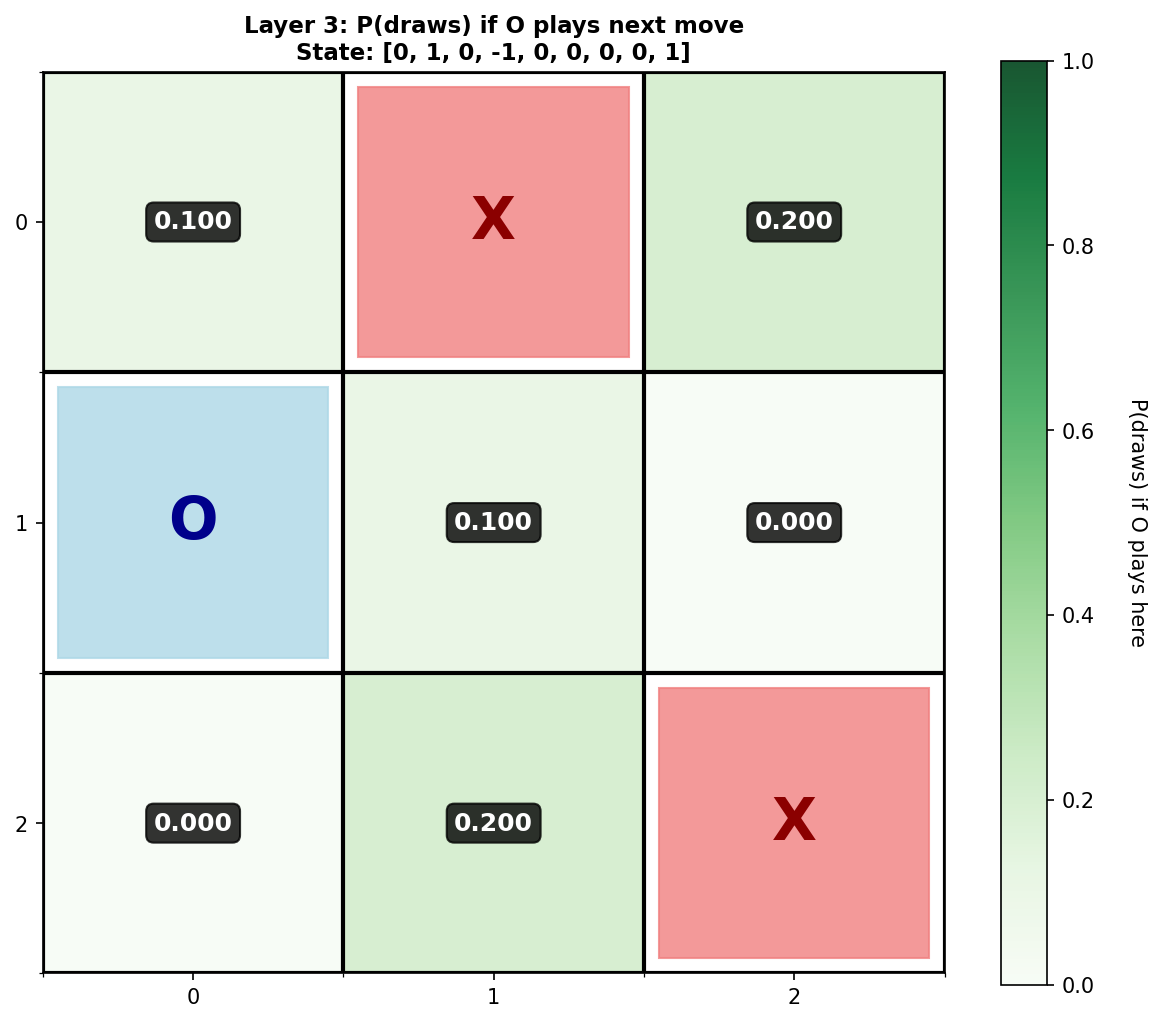 Layer 3: P(draws) if O plays next move
State: [0, 1, 0, -1, 0, 0, 0, 0, 1]
0.100 X 0.200
O 0.100 0.000
0.000 0.200 X
0
1
2
0 1 2
1.0
0.8
0.6
0.4
0.2
0.0
P(draws) if O plays here